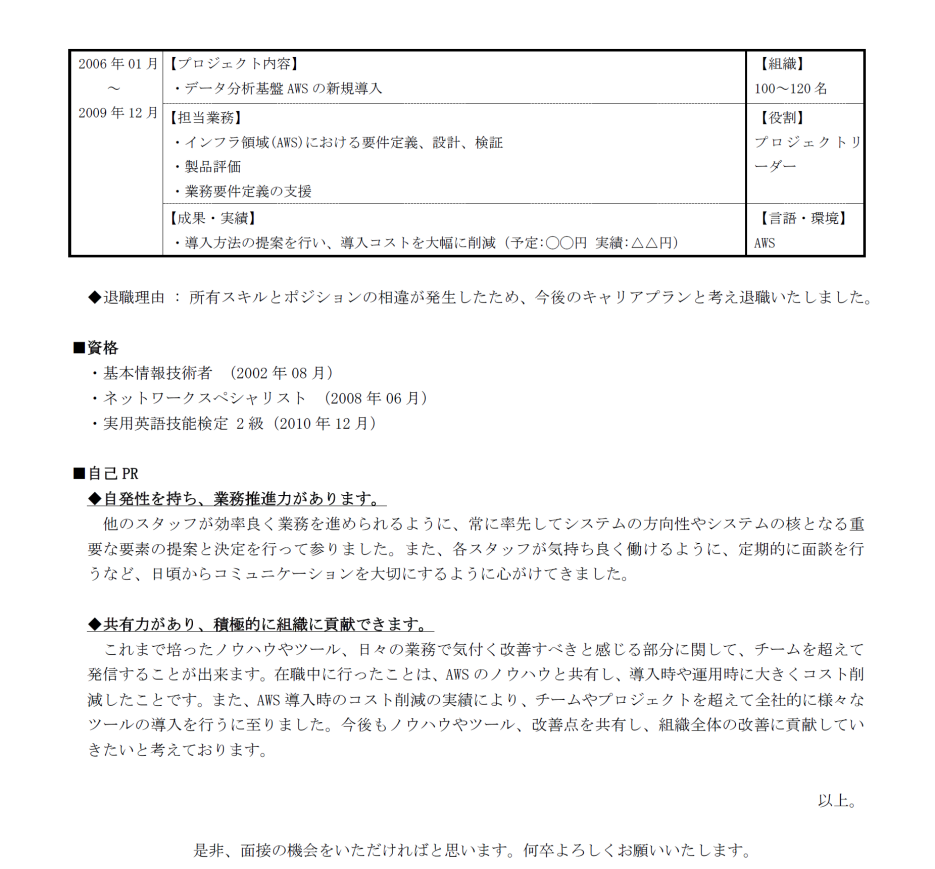 2006 年 01 月
～
2009 年 12 月
【プロジェクト内容】
・データ分析基盤 AWS の新規導入
【組織】
100～120 名
【担当業務】
・インフラ領域(AWS)における要件定義、設計、検証
・製品評価
・業務要件定義の支援
【役割】
プロジェクトリ
ーダー
【成果・実績】
・導入方法の提案を行い、導入コストを大幅に削減（予定:〇〇円 実績:△△円）
【言語・環境】
AWS
◆退職理由 ： 所有スキルとポジションの相違が発生したため、今後のキャリアプランと考え退職いたしました。
■資格
・基本情報技術者 （2002 年 08 月）
・ネットワークスペシャリスト （2008 年 06 月）
・実用英語技能検定 2 級（2010 年 12 月）
■自己 PR
◆自発性を持ち、業務推進力があります。
他のスタッフが効率良く業務を進められるように、常に率先してシステムの方向性やシステムの核となる重
要な要素の提案と決定を行って参りました。また、各スタッフが気持ち良く働けるように、定期的に面談を行
うなど、日頃からコミュニケーションを大切にするように心がけてきました。
◆共有力があり、積極的に組織に貢献できます。
これまで培ったノウハウやツール、日々の業務で気付く改善すべきと感じる部分に関して、チームを超えて
発信することが出来ます。在職中に行ったことは、AWS のノウハウと共有し、導入時や運用時に大きくコスト削
減したことです。また、AWS 導入時のコスト削減の実績により、チームやプロジェクトを超えて全社的に様々な
ツールの導入を行うに至りました。今後もノウハウやツール、改善点を共有し、組織全体の改善に貢献してい
きたいと考えております。
以上。
是非、面接の機会をいただければと思います。何卒よろしくお願いいたします。